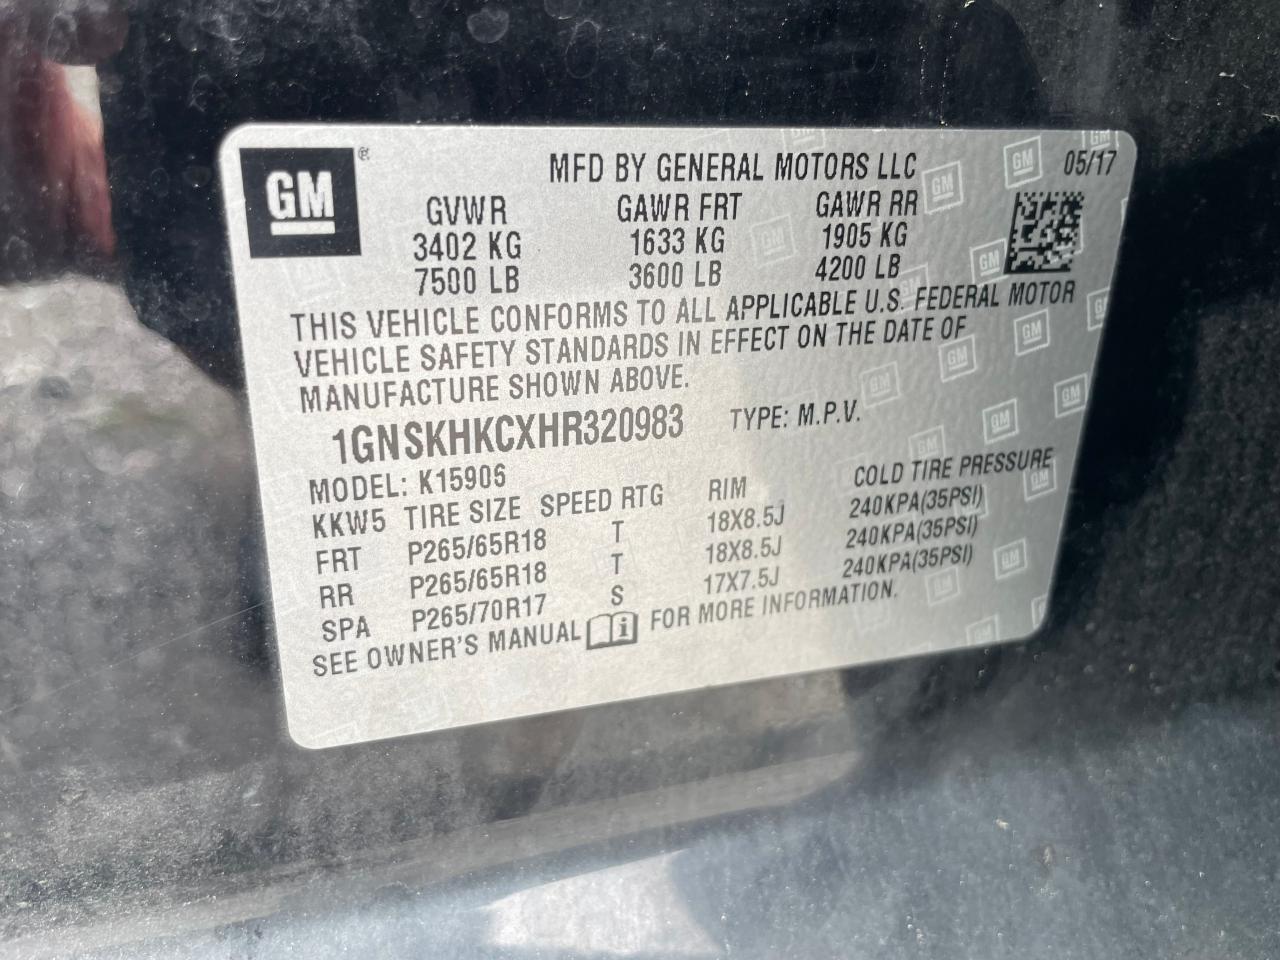 GM ®
MFD BY GENERAL MOTORS LLC 05/17
GVWR GAWR FRT GAWR RR
3402 KG 1633 KG 1905 KG
7500 LB 3600 LB 4200 LB
THIS VEHICLE CONFORMS TO ALL APPLICABLE U.S. FEDERAL MOTOR
VEHICLE SAFETY STANDARDS IN EFFECT ON THE DATE OF
MANUFACTURE SHOWN ABOVE.
1GNSKHKCXHR320983 TYPE: M.P.V.
MODEL: K15906
KKW5 TIRE SIZE SPEED RTG RIM COLD TIRE PRESSURE
FRT P265/65R18 T 18X8.5J 240KPA(35PSI)
RR P265/65R18 T 18X8.5J 240KPA(35PSI)
SPA P265/70R17 S 17X7.5J 240KPA(35PSI)
SEE OWNER'S MANUAL i FOR MORE INFORMATION.